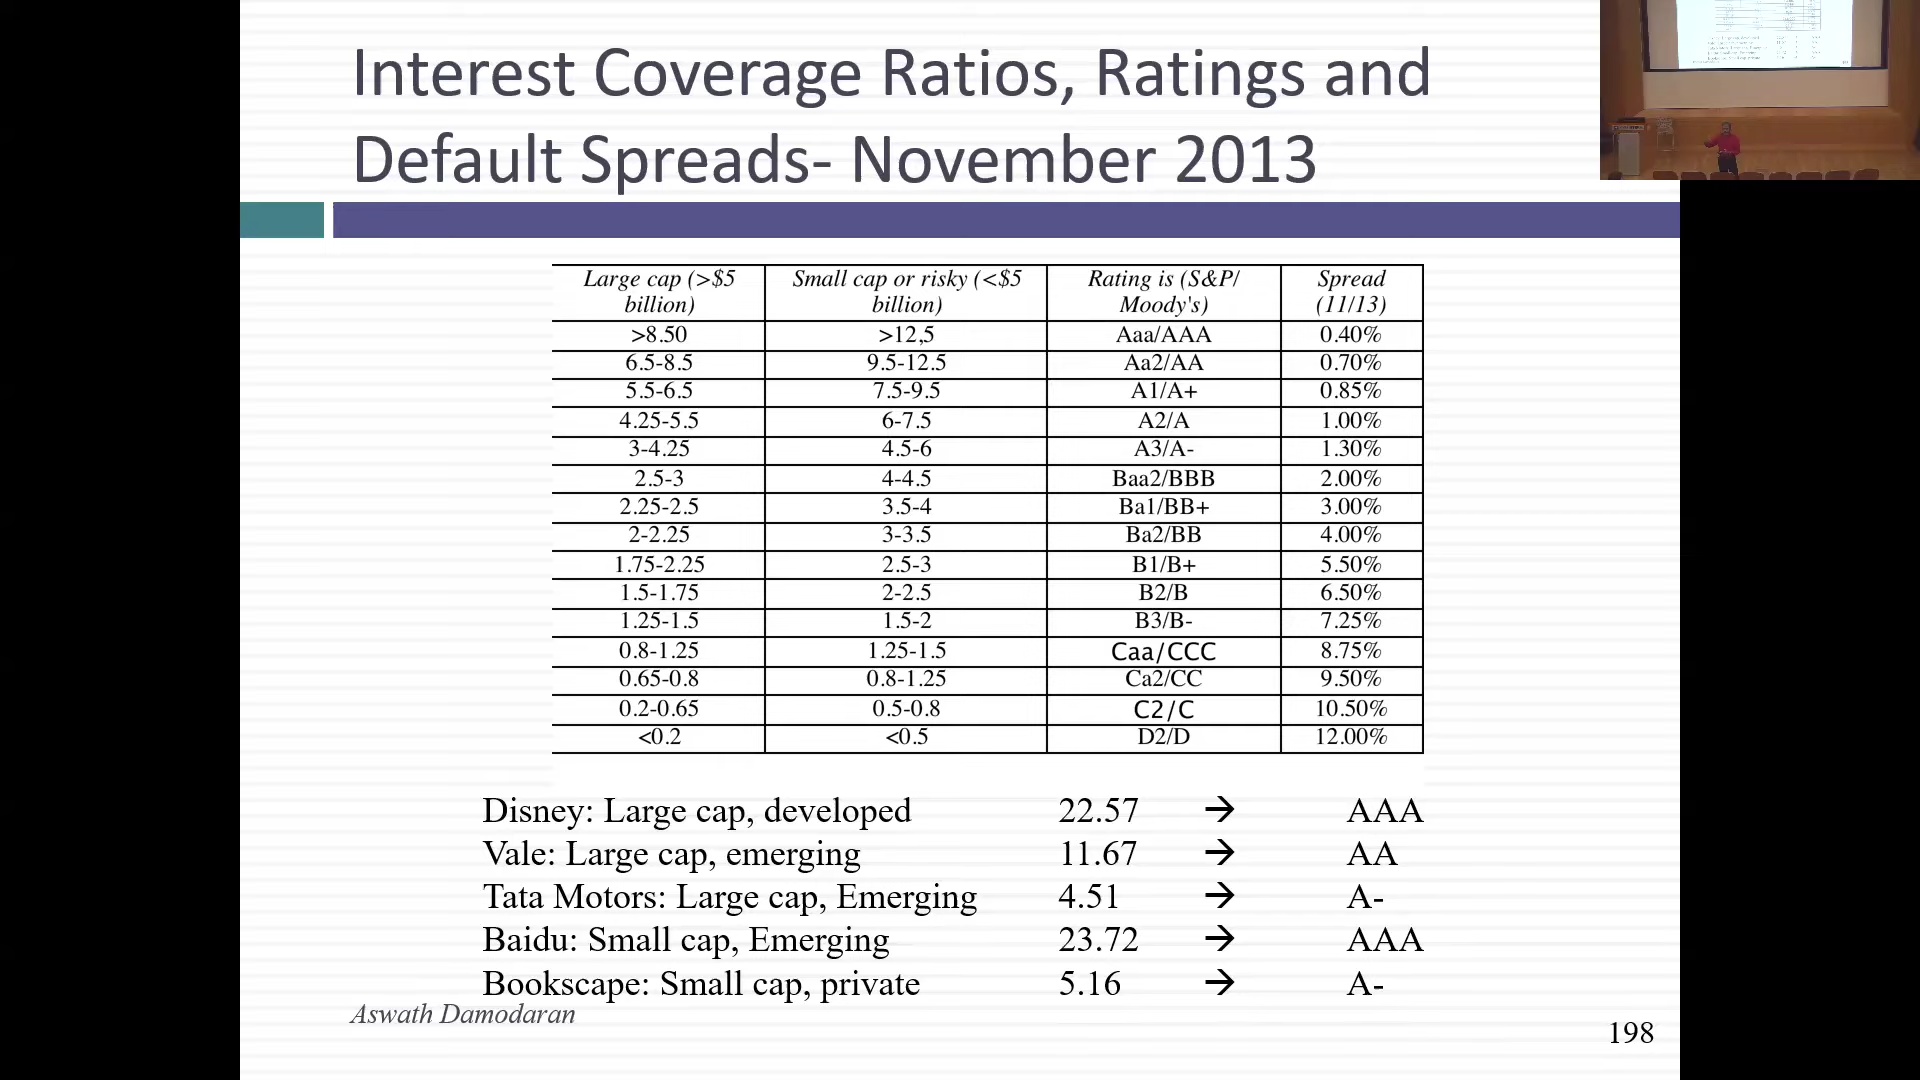 Interest Coverage Ratios, Ratings and
Default Spreads- November 2013
Large cap (>$5 billion) Small cap or risky (<$5 billion) Rating is (S&P/ Moody's) Spread (11/13)
>8.50 >12,5 Aaa/AAA 0.40%
6.5-8.5 9.5-12.5 Aa2/AA 0.70%
5.5-6.5 7.5-9.5 A1/A+ 0.85%
4.25-5.5 6-7.5 A2/A 1.00%
3-4.25 4.5-6 A3/A- 1.30%
2.5-3 4-4.5 Baa2/BBB 2.00%
2.25-2.5 3.5-4 Ba1/BB+ 3.00%
2-2.25 3-3.5 Ba2/BB 4.00%
1.75-2.25 2.5-3 B1/B+ 5.50%
1.5-1.75 2-2.5 B2/B 6.50%
1.25-1.5 1.5-2 B3/B- 7.25%
0.8-1.25 1.25-1.5 Caa/CCC 8.75%
0.65-0.8 0.8-1.25 Ca2/CC 9.50%
0.2-0.65 0.5-0.8 C2/C 10.50%
<0.2 <0.5 D2/D 12.00%
Disney: Large cap, developed 22.57 → AAA
Vale: Large cap, emerging 11.67 → AA
Tata Motors: Large cap, Emerging 4.51 → A-
Baidu: Small cap, Emerging 23.72 → AAA
Bookscape: Small cap, private 5.16 → A-
Aswath Damodaran
198